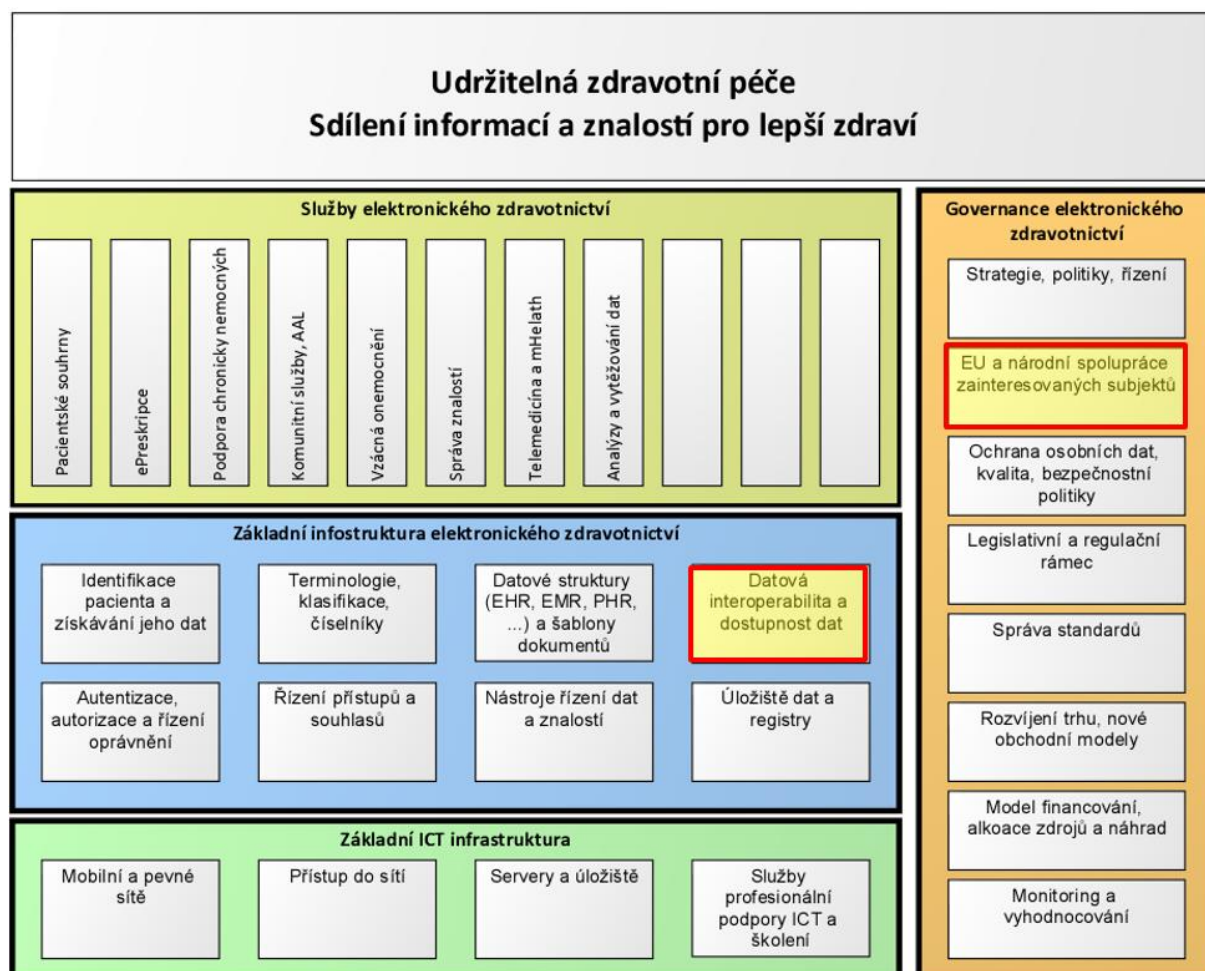 Udržitelná zdravotní péče
Sdílení informací a znalostí pro lepší zdraví
Služby elektronického zdravotnictví
Pacientské souhrny
ePreskripce
Podpora chronicky nemocných
Komunitní služby, AAL
Vzácná onemocnění
Správa znalostí
Telemedicína a mHelath
Analýzy a vytěžování dat
Základní infostruktura elektronického zdravotnictví
Identifikace
pacienta a
získávání jeho dat
Terminologie,
klasifikace,
číselníky
Datové struktury
(EHR, EMR, PHR,
...) a šablony
dokumentů
Datová
interoperabilita a
dostupnost dat
Autentizace,
autorizace a řízení
oprávnění
Řízení přístupů a
souhlasů
Nástroje řízení dat
a znalostí
Úložiště dat a
registry
Základní ICT infrastruktura
Mobilní a pevné
sítě
Přístup do sítí
Servery a úložiště
Služby
profesionální
podpory ICT a
školení
Governance elektronického
zdravotnictví
Strategie, politiky, řízení
EU a národní spolupráce
zainteresovaných subjektů
Ochrana osobních dat,
kvalita, bezpečnostní
politiky
Legislativní a regulační
rámec
Správa standardů
Rozvíjení trhu, nové
obchodní modely
Model financování,
alkoace zdrojů a náhrad
Monitoring a
vyhodnocování